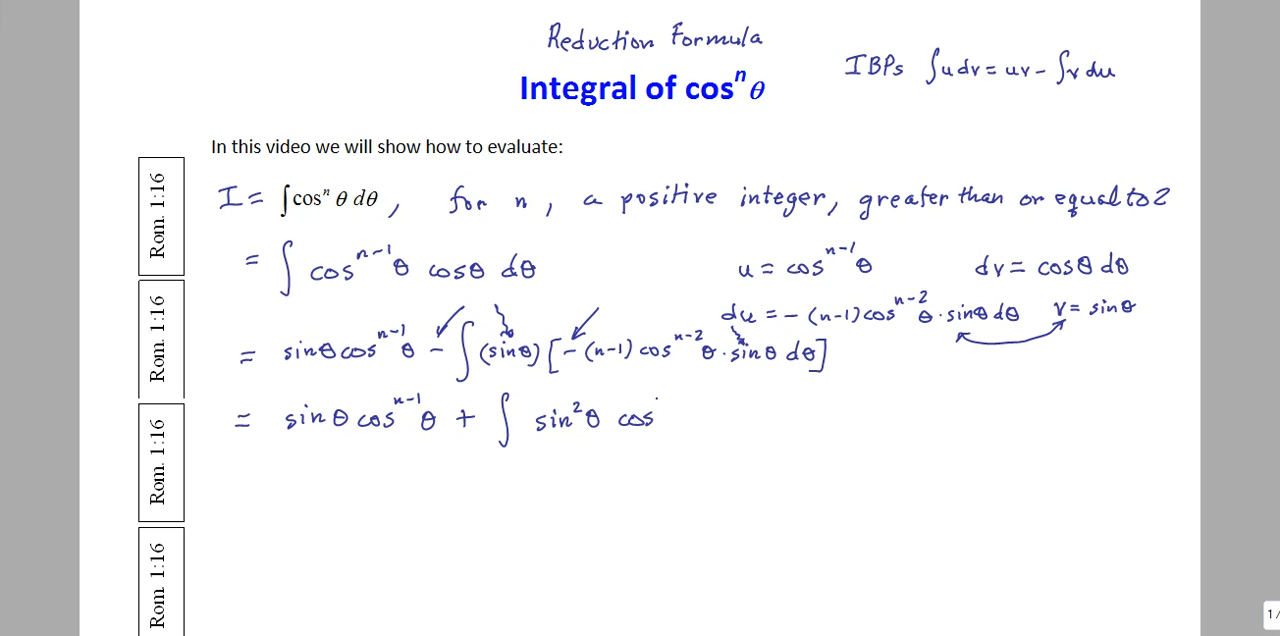 Reduction Formula
Integral of cosⁿ θ
IBPs ∫u dv = uv - ∫v du
In this video we will show how to evaluate:
I = ∫cosⁿ θ dθ, for n, a positive integer, greater than or equal to 2
= ∫ cosⁿ⁻¹θ cosθ dθ
u = cosⁿ⁻¹θ dv = cosθ dθ
du = -(n-1)cosⁿ⁻²θ·sinθ dθ v = sinθ
= sinθ cosⁿ⁻¹θ - ∫(sinθ)[-(n-1) cosⁿ⁻²θ·sinθ dθ]
= sinθ cosⁿ⁻¹θ + ∫ sin²θ cos
Rom. 1:16
Rom. 1:16
Rom. 1:16
Rom. 1:16
1/